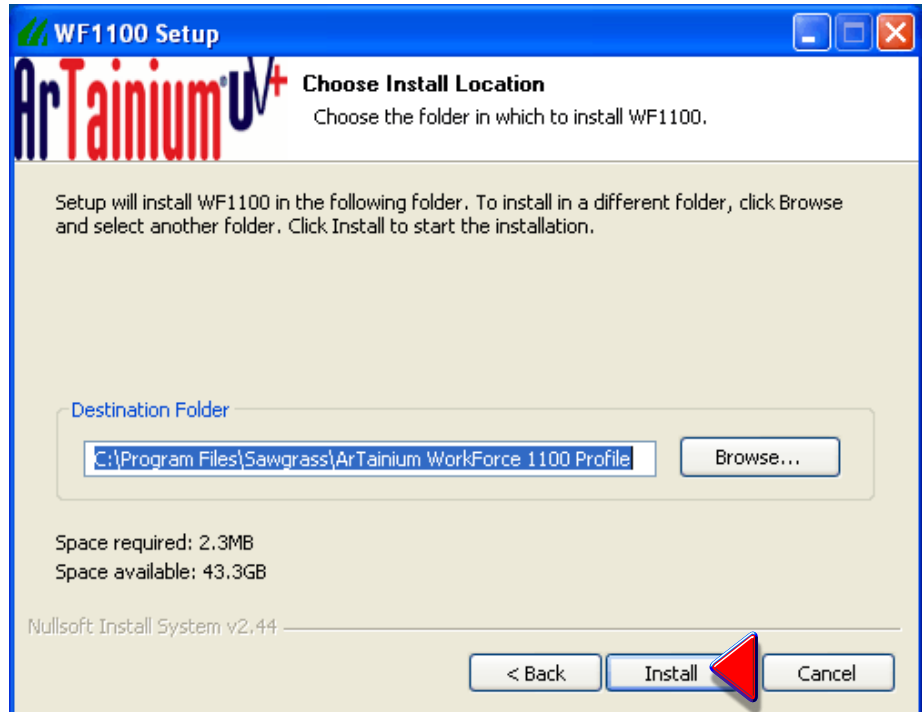 WF1100 Setup
ArTainium UV+
Choose Install Location
Choose the folder in which to install WF1100.
Setup will install WF1100 in the following folder. To install in a different folder, click Browse
and select another folder. Click Install to start the installation.
Destination Folder
C:\Program Files\Sawgrass\ArTainium WorkForce 1100 Profile
Browse...
Space required: 2.3MB
Space available: 43.3GB
Nullsoft Install System v2.44
< Back
Install
Cancel